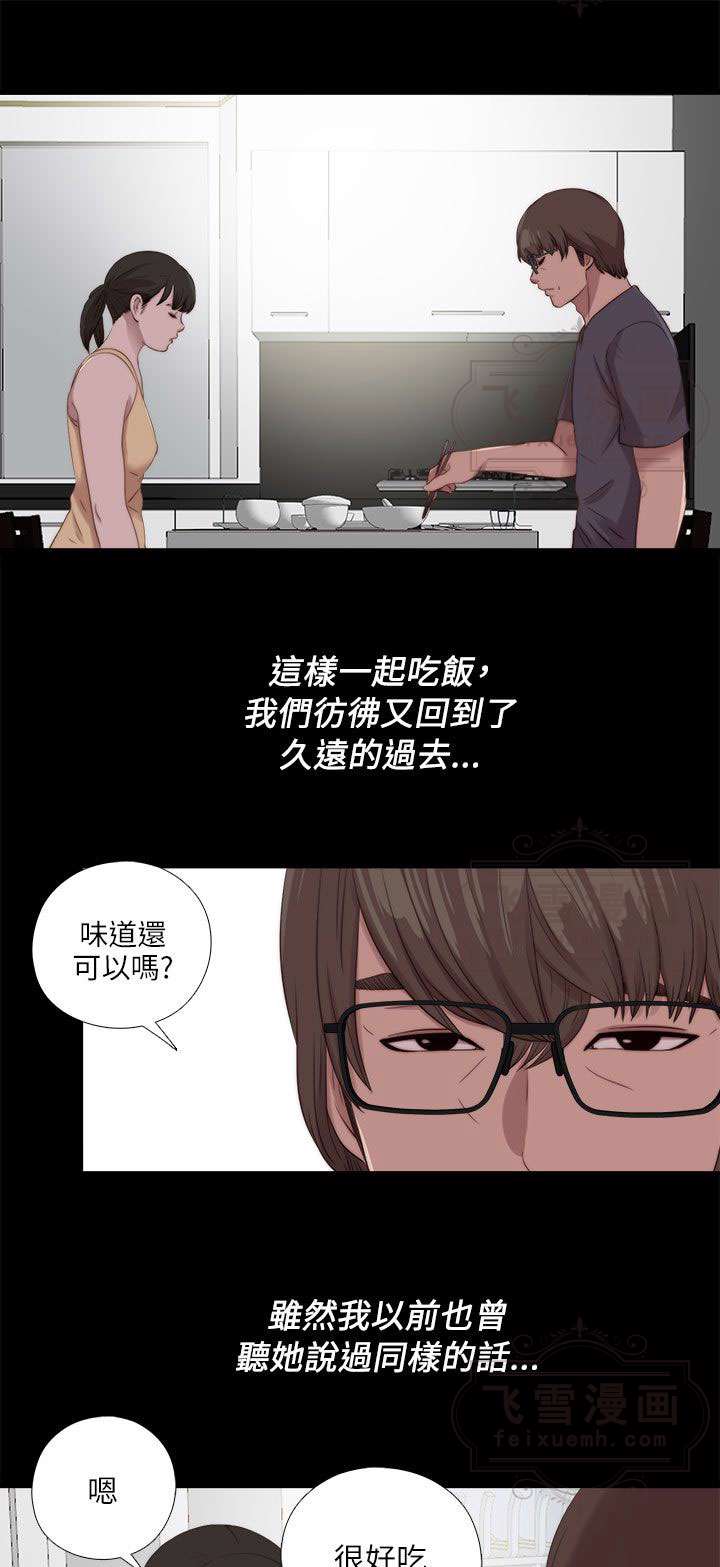 這樣一起吃飯，
我們彷彿又回到了
久遠的過去...
味道還
可以嗎?
雖然我以前也曾
聽她說過同樣的話...
飞雪漫画
feixuemh.com
嗯
很好吃